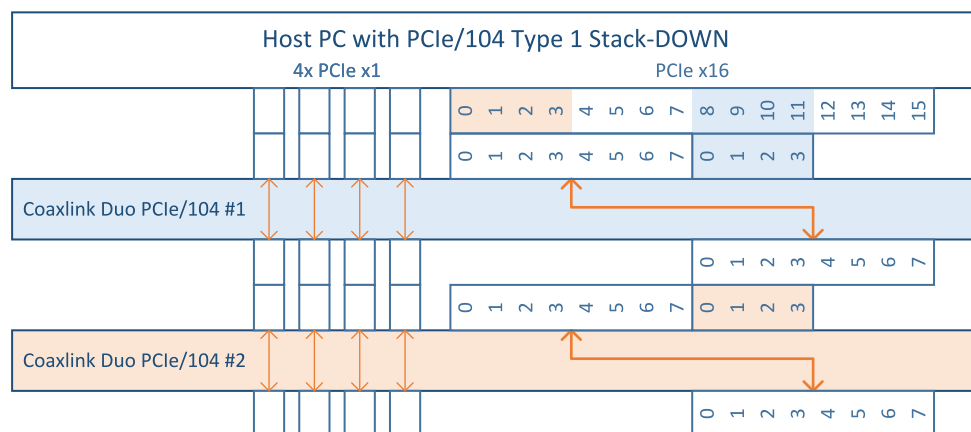 Host PC with PCIe/104 Type 1 Stack-DOWN
4x PCIe x1 PCIe x16
0 1 2 3 4 5 6 7 8 9 10 11 12 13 14 15
0 1 2 3 4 5 6 7 0 1 2 3
Coaxlink Duo PCIe/104 #1
0 1 2 3 4 5 6 7
0 1 2 3 4 5 6 7 0 1 2 3
Coaxlink Duo PCIe/104 #2
0 1 2 3 4 5 6 7